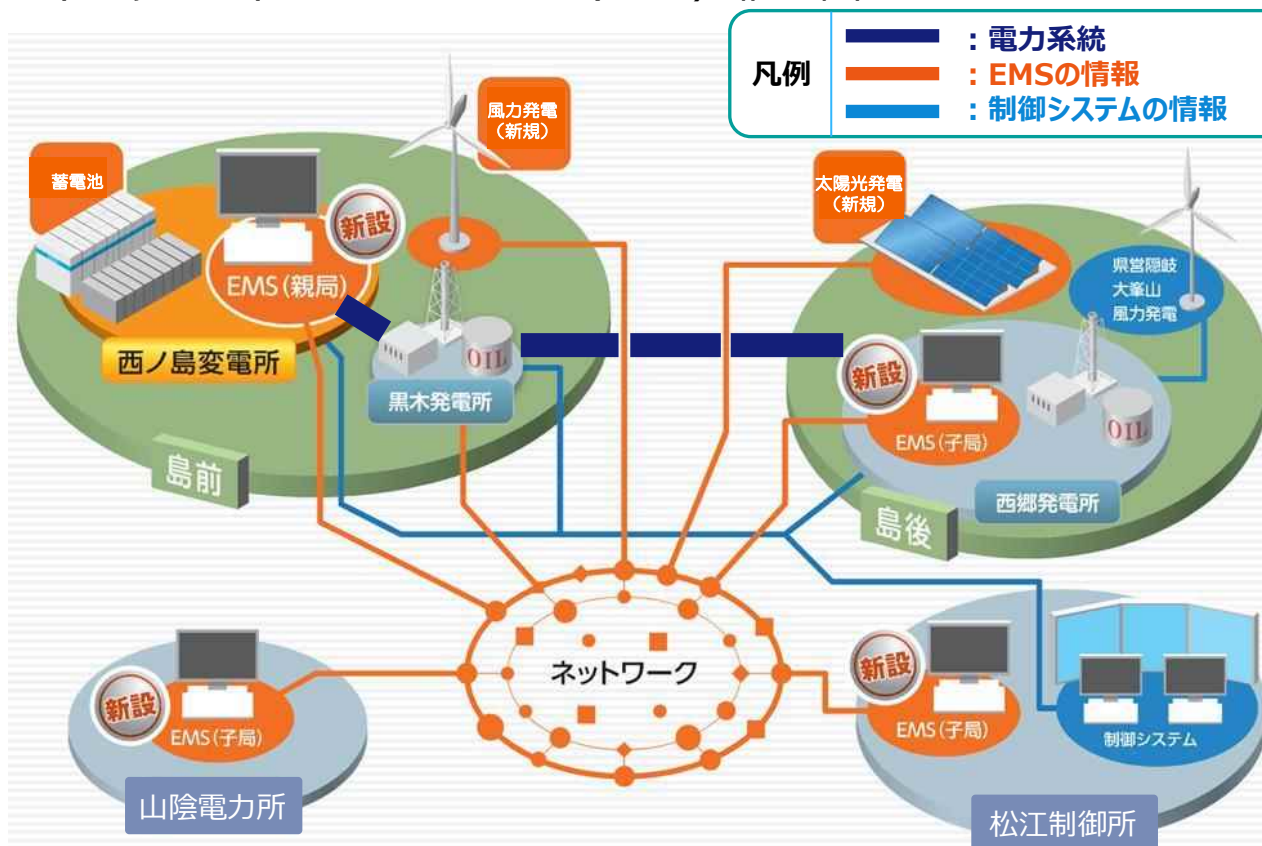 凡例
：電力系統
：EMSの情報
：制御システムの情報
風力発電
（新規）
蓄電池
新設
EMS（親局）
西ノ島変電所
OIL
黒木発電所
島前
太陽光発電
（新規）
県営隠岐
大峯山
風力発電
新設
EMS（子局）
OIL
西郷発電所
島後
ネットワーク
新設
EMS（子局）
山陰電力所
新設
EMS（子局）
制御システム
松江制御所